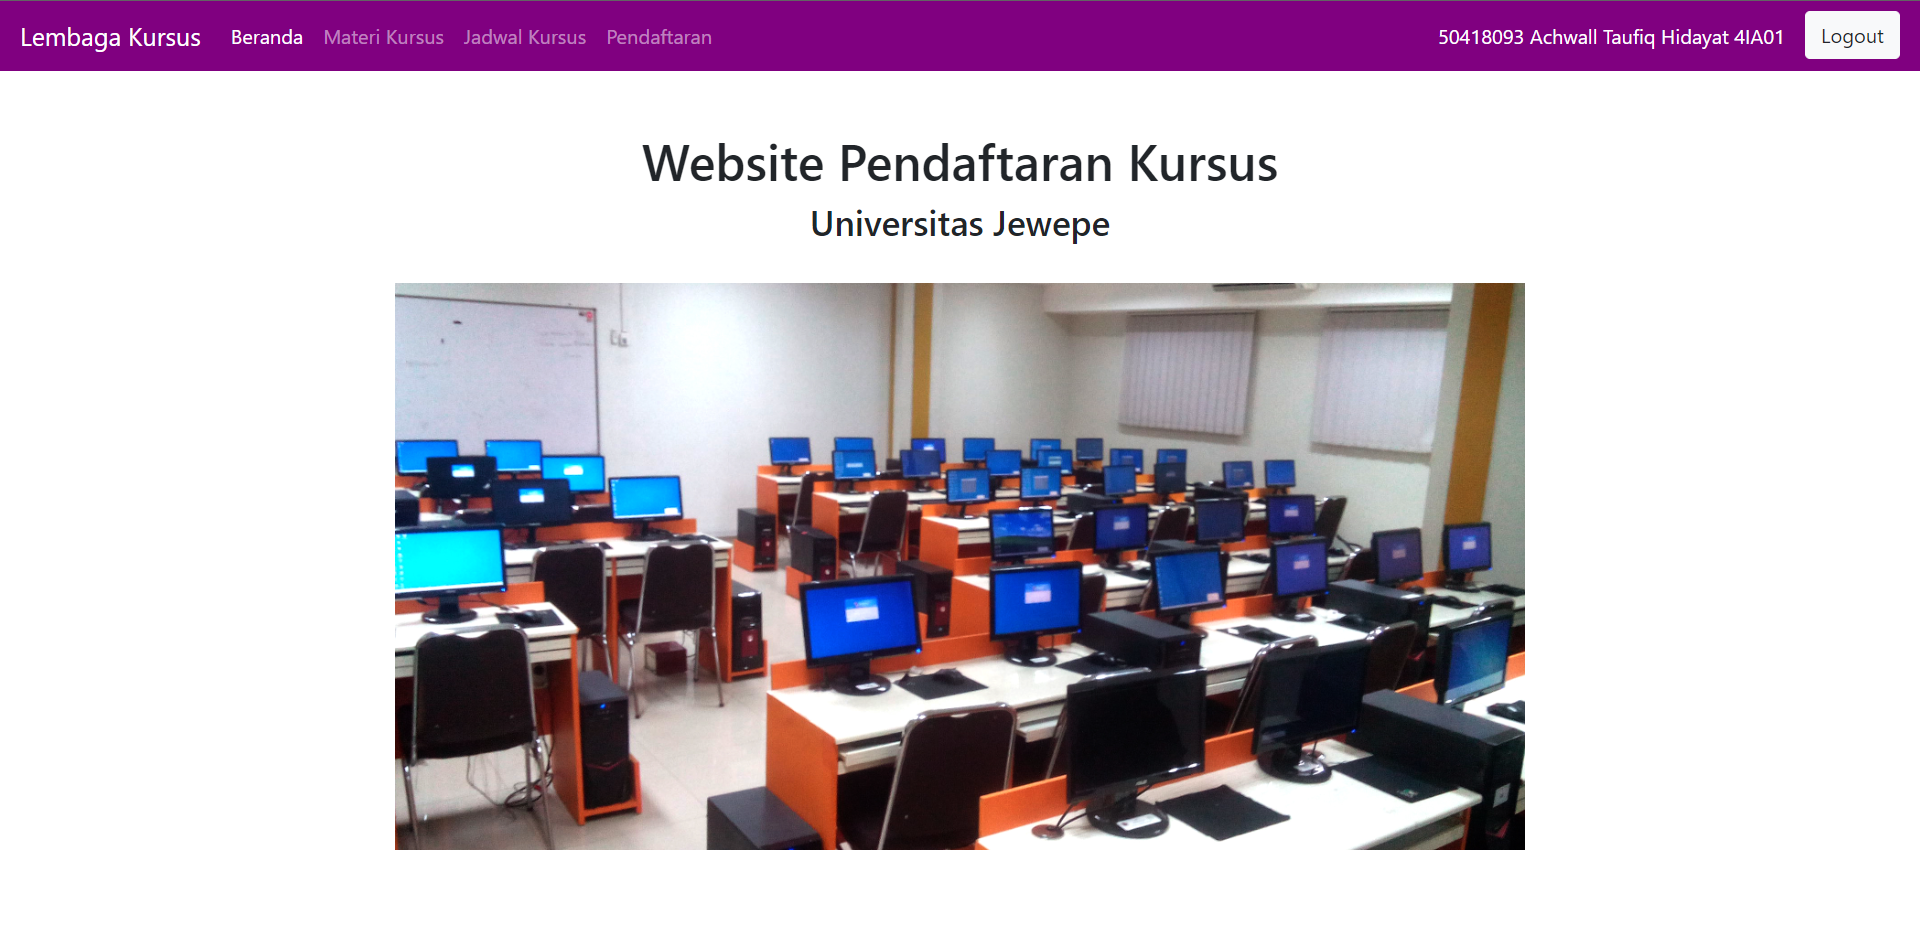 Lembaga Kursus Beranda Materi Kursus Jadwal Kursus Pendaftaran 50418093 Achwall Taufiq Hidayat 4IA01 Logout
Website Pendaftaran Kursus
Universitas Jewepe